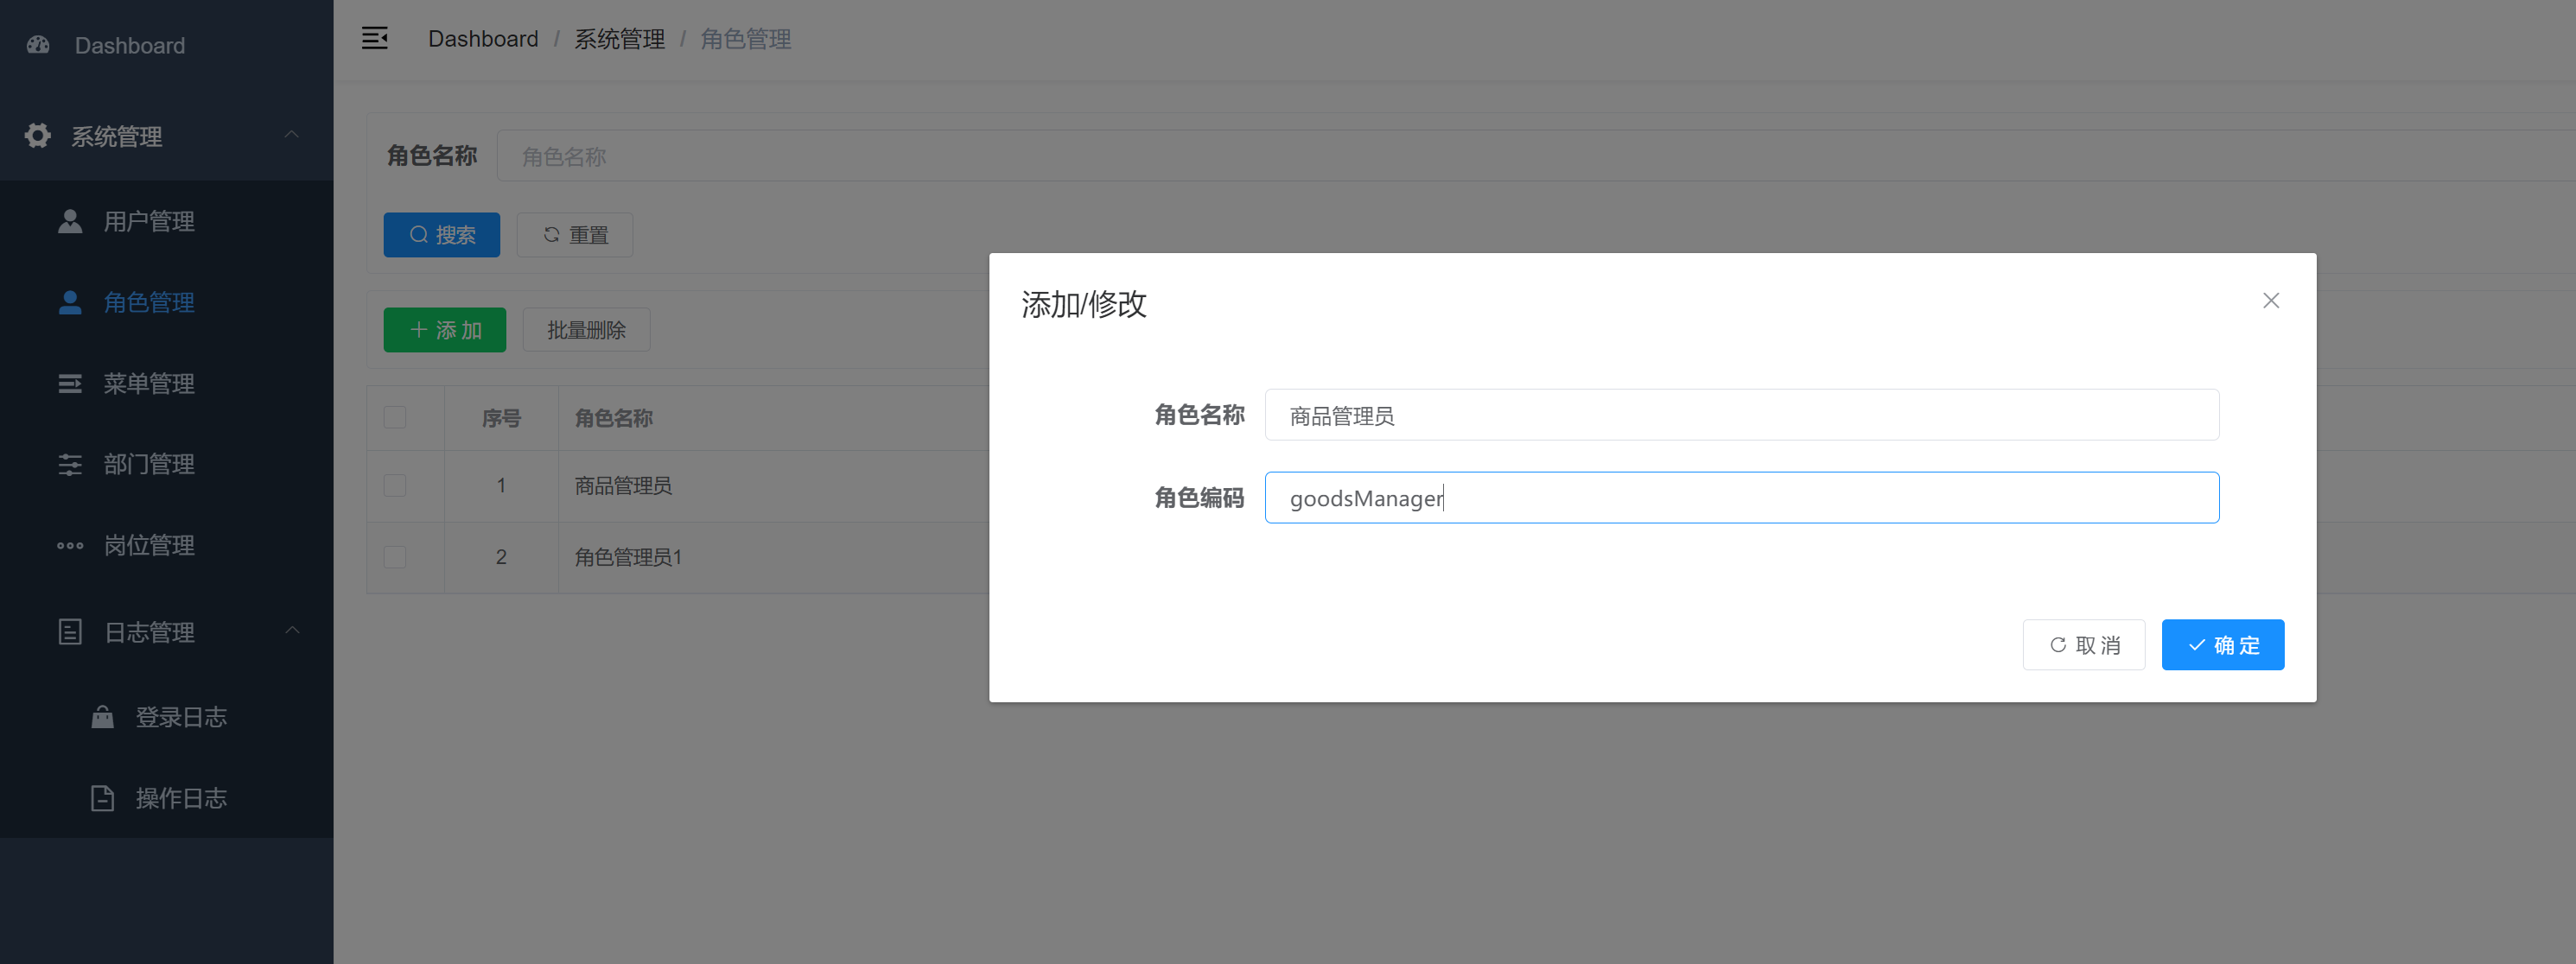 Dashboard
系统管理
用户管理
角色管理
菜单管理
部门管理
岗位管理
日志管理
登录日志
操作日志
Dashboard / 系统管理 / 角色管理
角色名称 角色名称
搜索 重置
添加 批量删除
序号 角色名称
1 商品管理员
2 角色管理员1
添加/修改
角色名称 商品管理员
角色编码 goodsManager
取消 确定